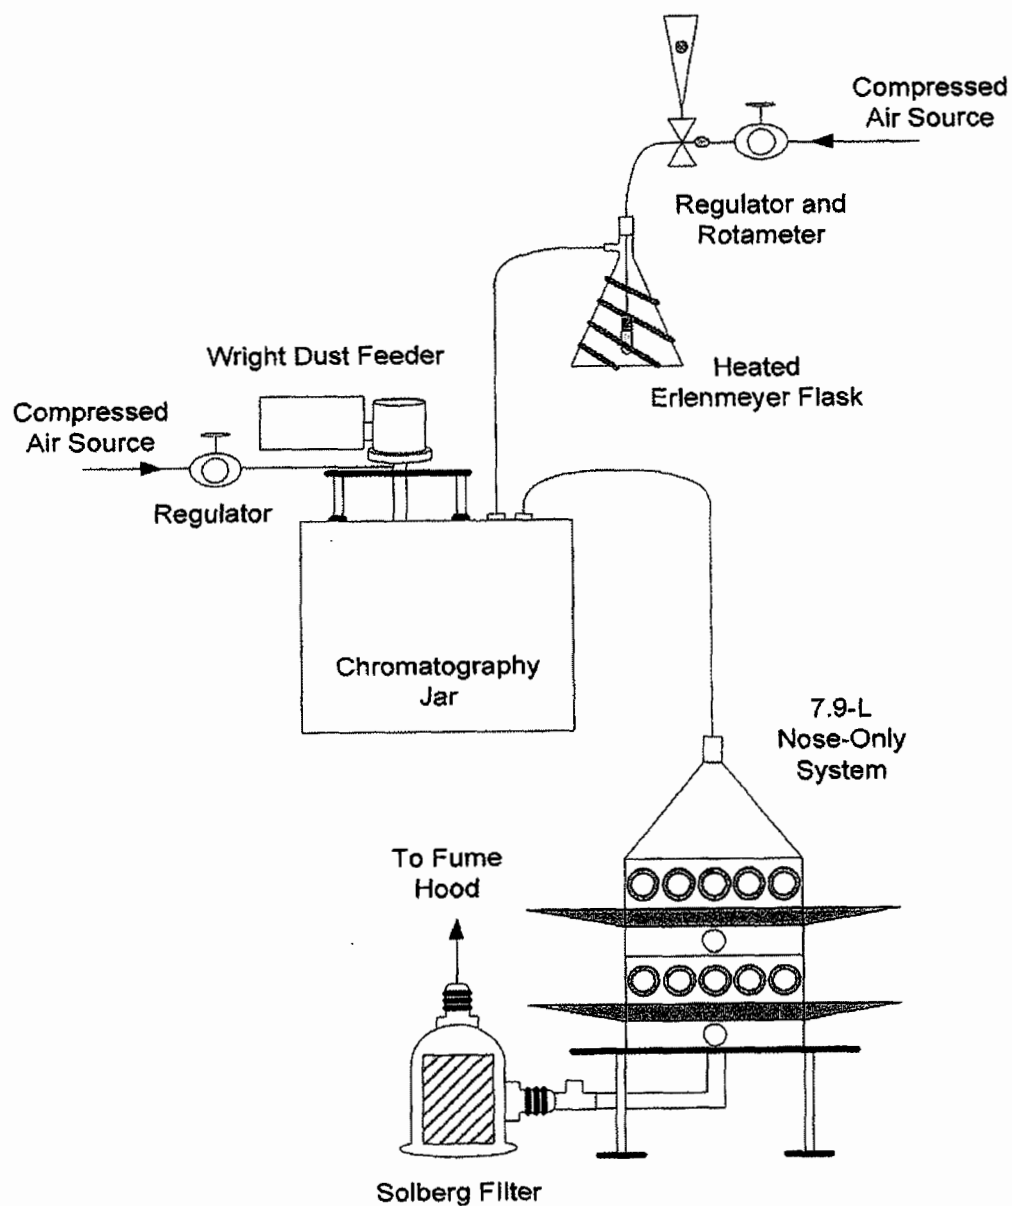 Compressed
Air Source
Regulator and
Rotameter
Heated
Erlenmeyer Flask
Wright Dust Feeder
Compressed
Air Source
Regulator
Chromatography
Jar
7.9-L
Nose-Only
System
To Fume
Hood
Solberg Filter